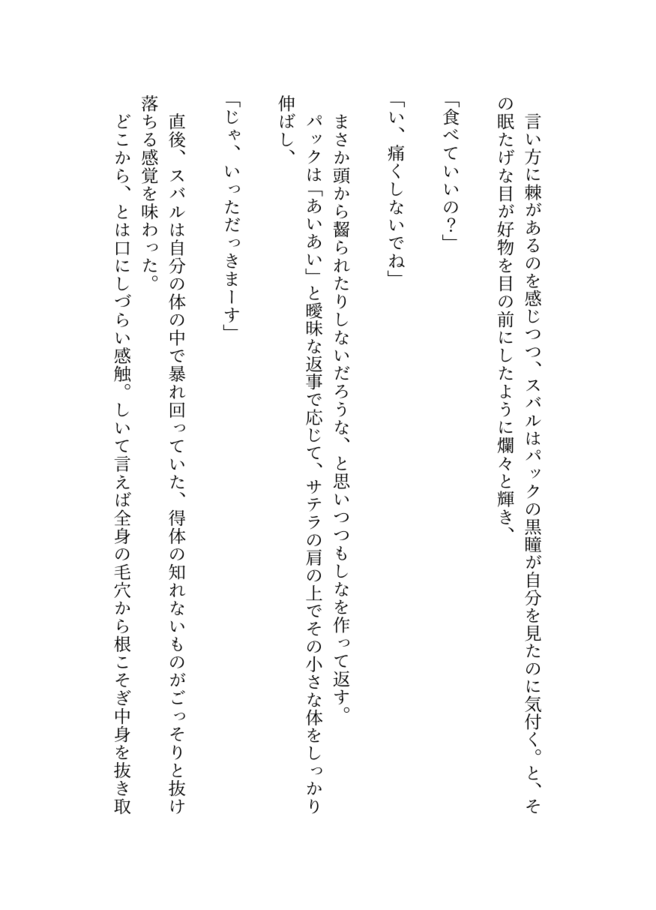 言い方に棘があるのを感じつつ、スバルはパックの黒瞳が自分を見たのに気付く。と、そ
の眠たげな目が好物を目の前にしたように爛々と輝き、
「食べていいの？」
「い、痛くしないでね」
まさか頭から齧られたりしないだろうな、と思いつつもしなを作って返す。
パックは「あいあい」と曖昧な返事で応じて、サテラの肩の上でその小さな体をしっかり
伸ばし、
「じゃ、いっただっきまーす」
直後、スバルは自分の体の中で暴れ回っていた、得体の知れないものがごっそりと抜け
落ちる感覚を味わった。
どこから、とは口にしづらい感触。しいて言えば全身の毛穴から根こそぎ中身を抜き取